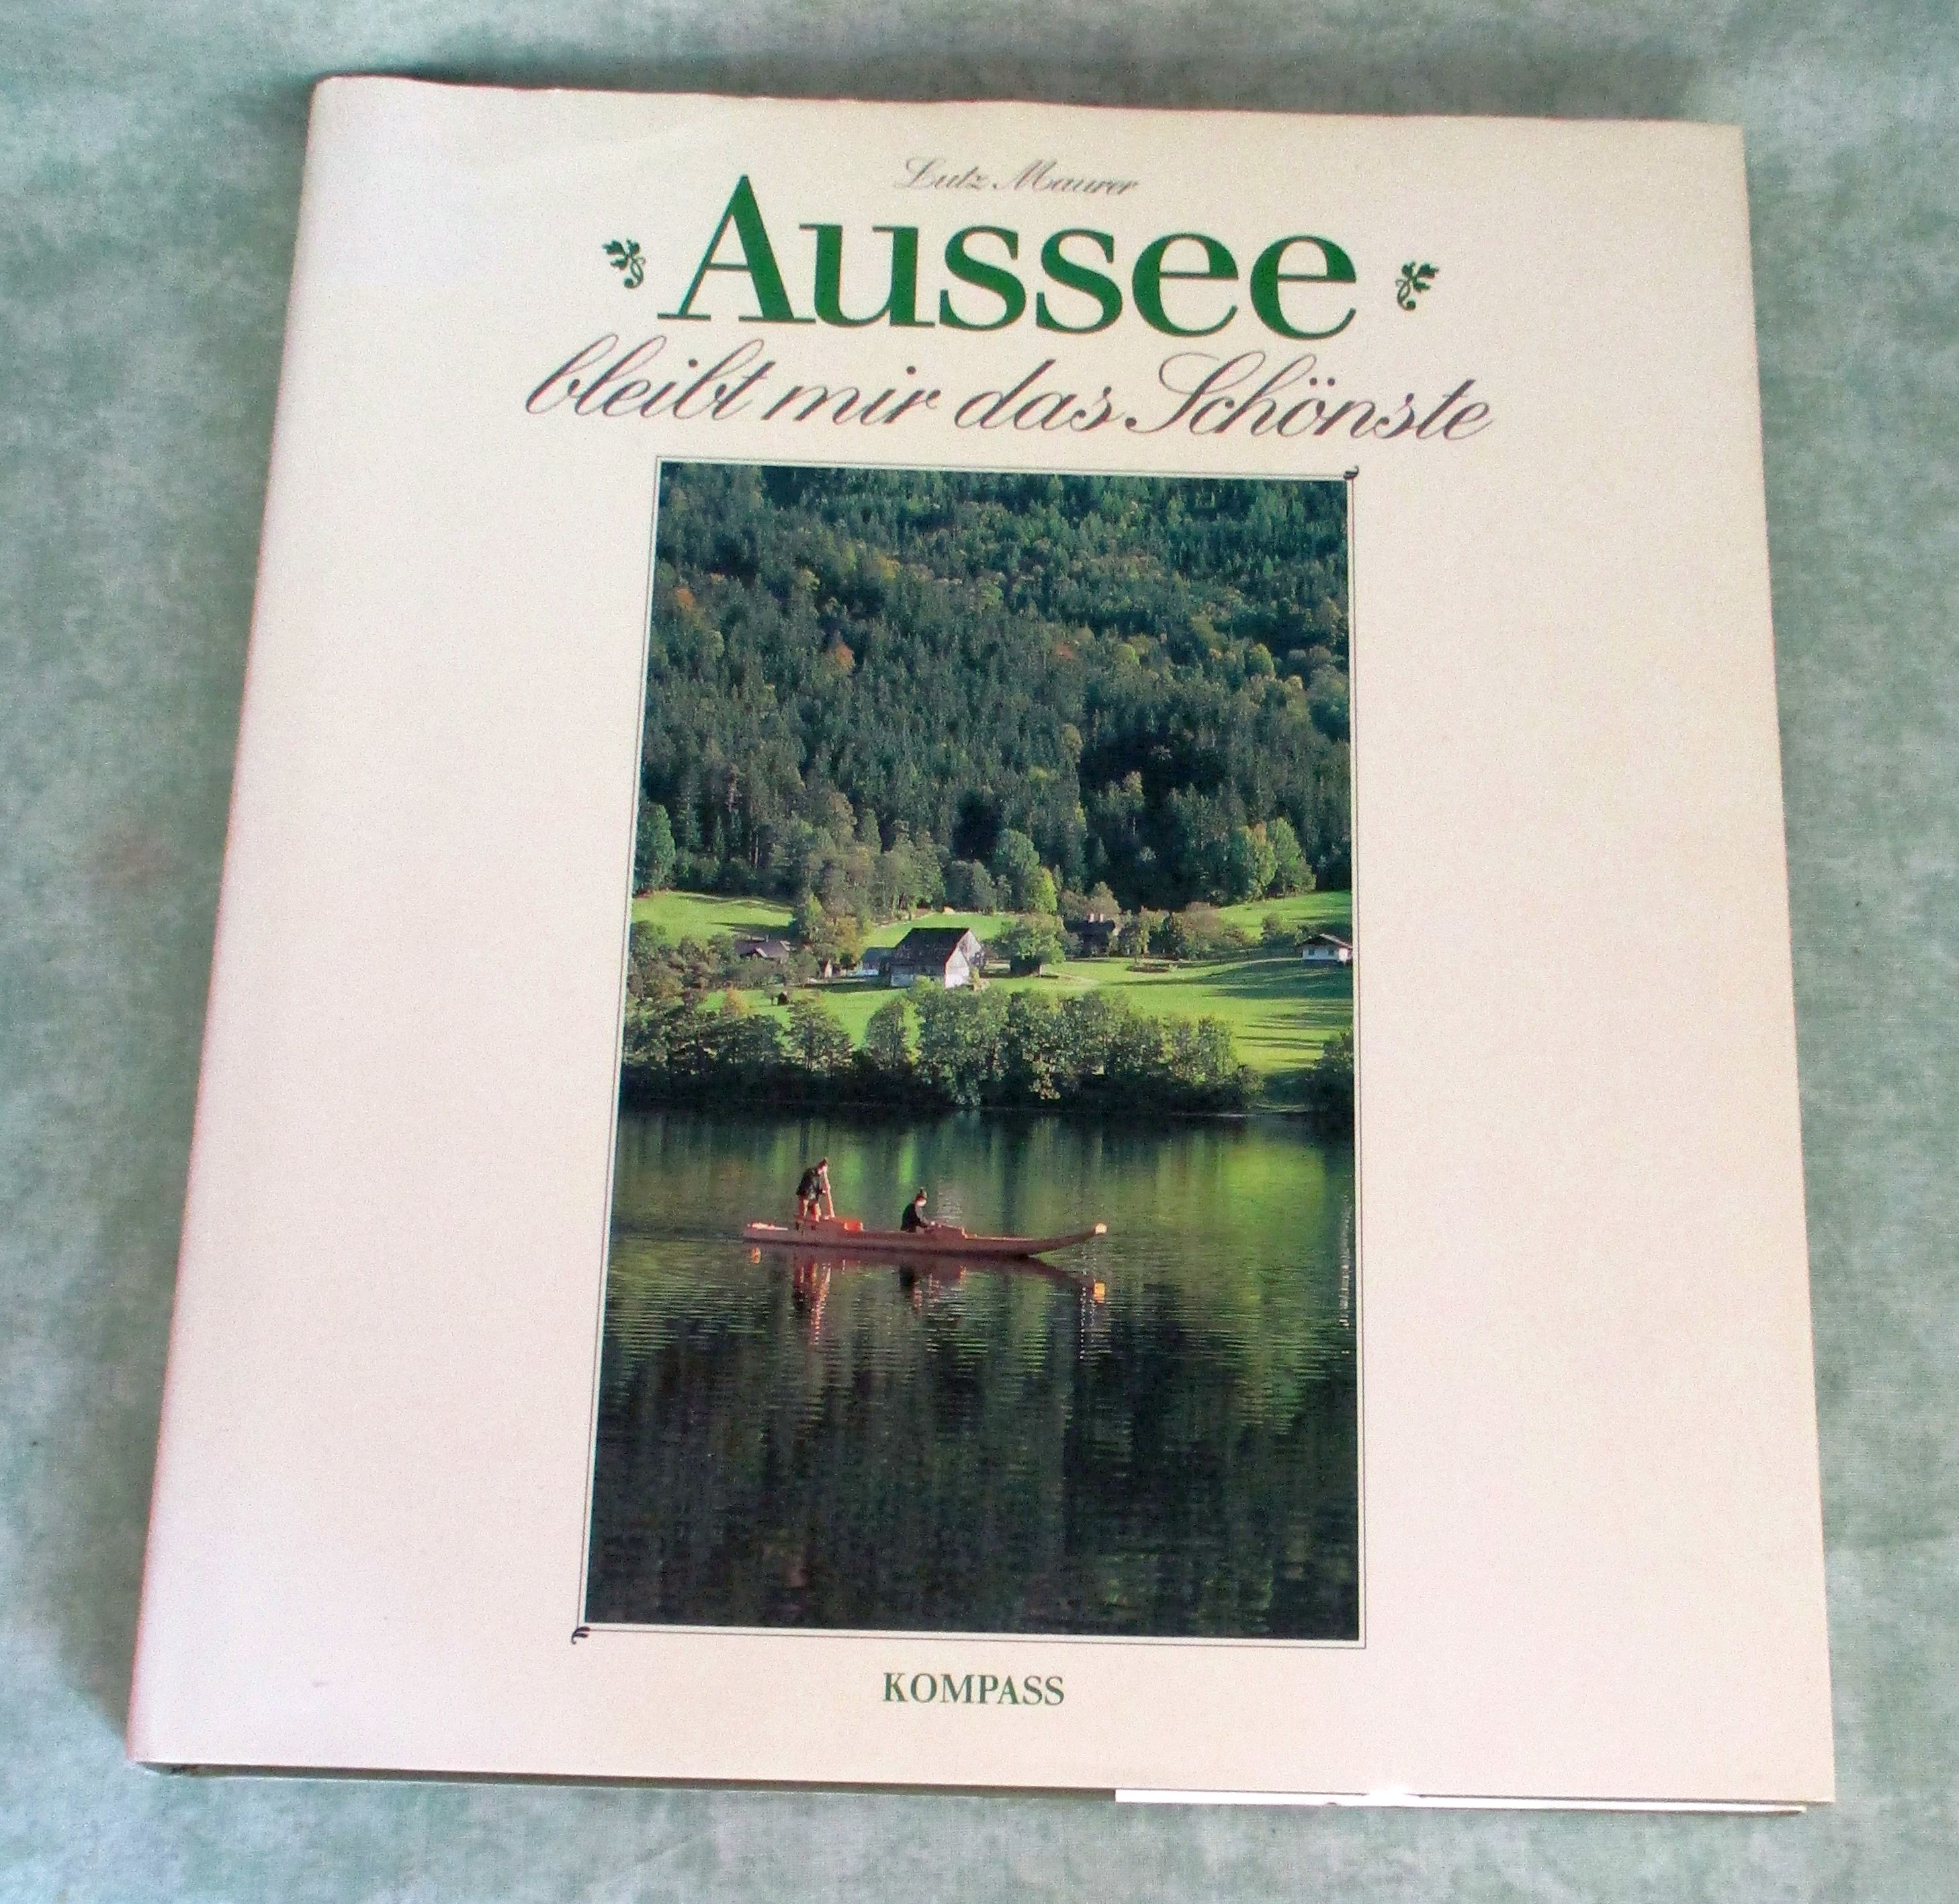 Lutz Maurer
Aussee
bleibt mir das Schönste
KOMPASS